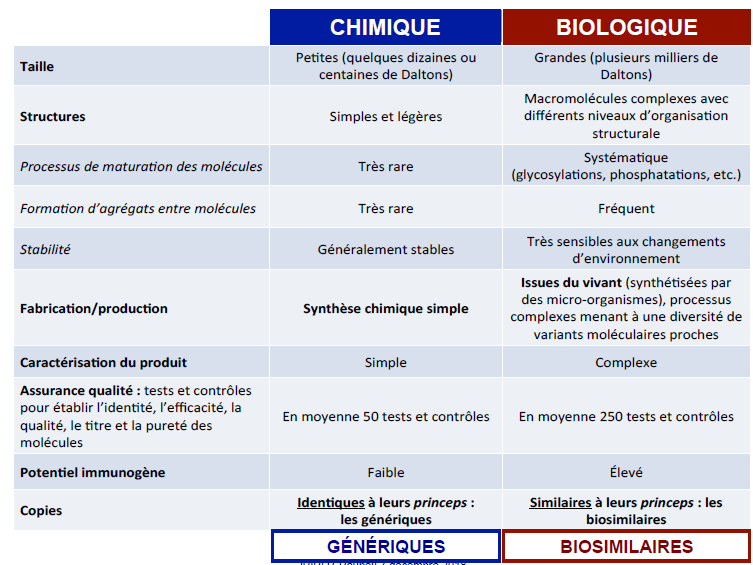 CHIMIQUE
BIOLOGIQUE
Taille
Petites (quelques dizaines ou
centaines de Daltons)
Grandes (plusieurs milliers de
Daltons)
Structures
Simples et légères
Macromolécules complexes avec
différents niveaux d'organisation
structurale
Processus de maturation des molécules
Très rare
Systématique
(glycosylations, phosphatations, etc.)
Formation d'agrégats entre molécules
Très rare
Fréquent
Stabilité
Généralement stables
Très sensibles aux changements
d'environnement
Fabrication/production
Synthèse chimique simple
Issues du vivant (synthétisées par
des micro-organismes), processus
complexes menant à une diversité de
variants moléculaires proches
Caractérisation du produit
Simple
Complexe
Assurance qualité : tests et contrôles
pour établir l'identité, l'efficacité, la
qualité, le titre et la pureté des
molécules
En moyenne 50 tests et contrôles
En moyenne 250 tests et contrôles
Potentiel immunogène
Faible
Élevé
Copies
Identiques à leurs princeps :
les génériques
Similaires à leurs princeps : les
biosimilaires
GÉNÉRIQUES
BIOSIMILAIRES